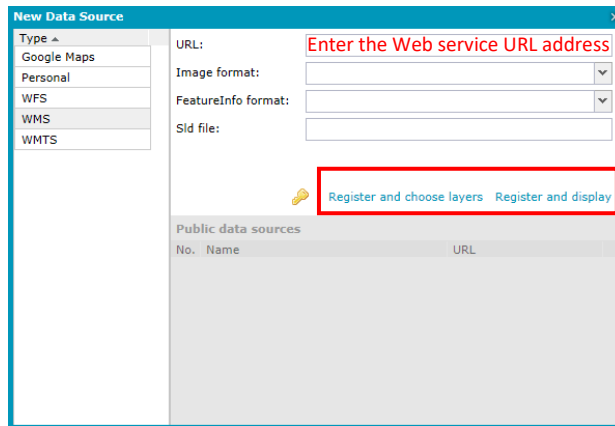 New Data Source
Type
Google Maps
Personal
WFS
WMS
WMTS
URL: Enter the Web service URL address
Image format:
FeatureInfo format:
Sld file:
Register and choose layers Register and display
Public data sources
No. Name URL